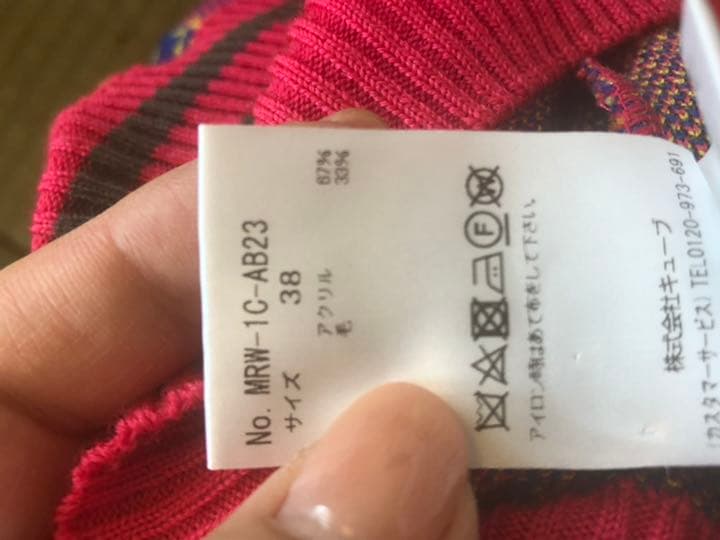 No. MRW-1C-AB23
サイズ 38
アクリル 67%
毛 33%
F W
アイロン時はあて布をして下さい。
株式会社キューブ
(カスタマーサービス) TEL0120-973-691